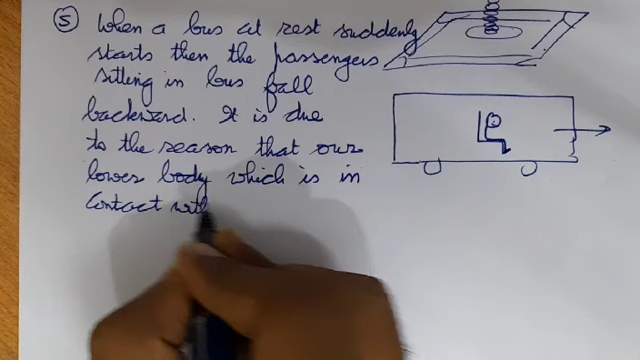 ⑤ When a bus at rest suddenly
starts then the passengers
sitting in bus fall
backward. It is due
to the reason that our
lower body which is in
Contact with